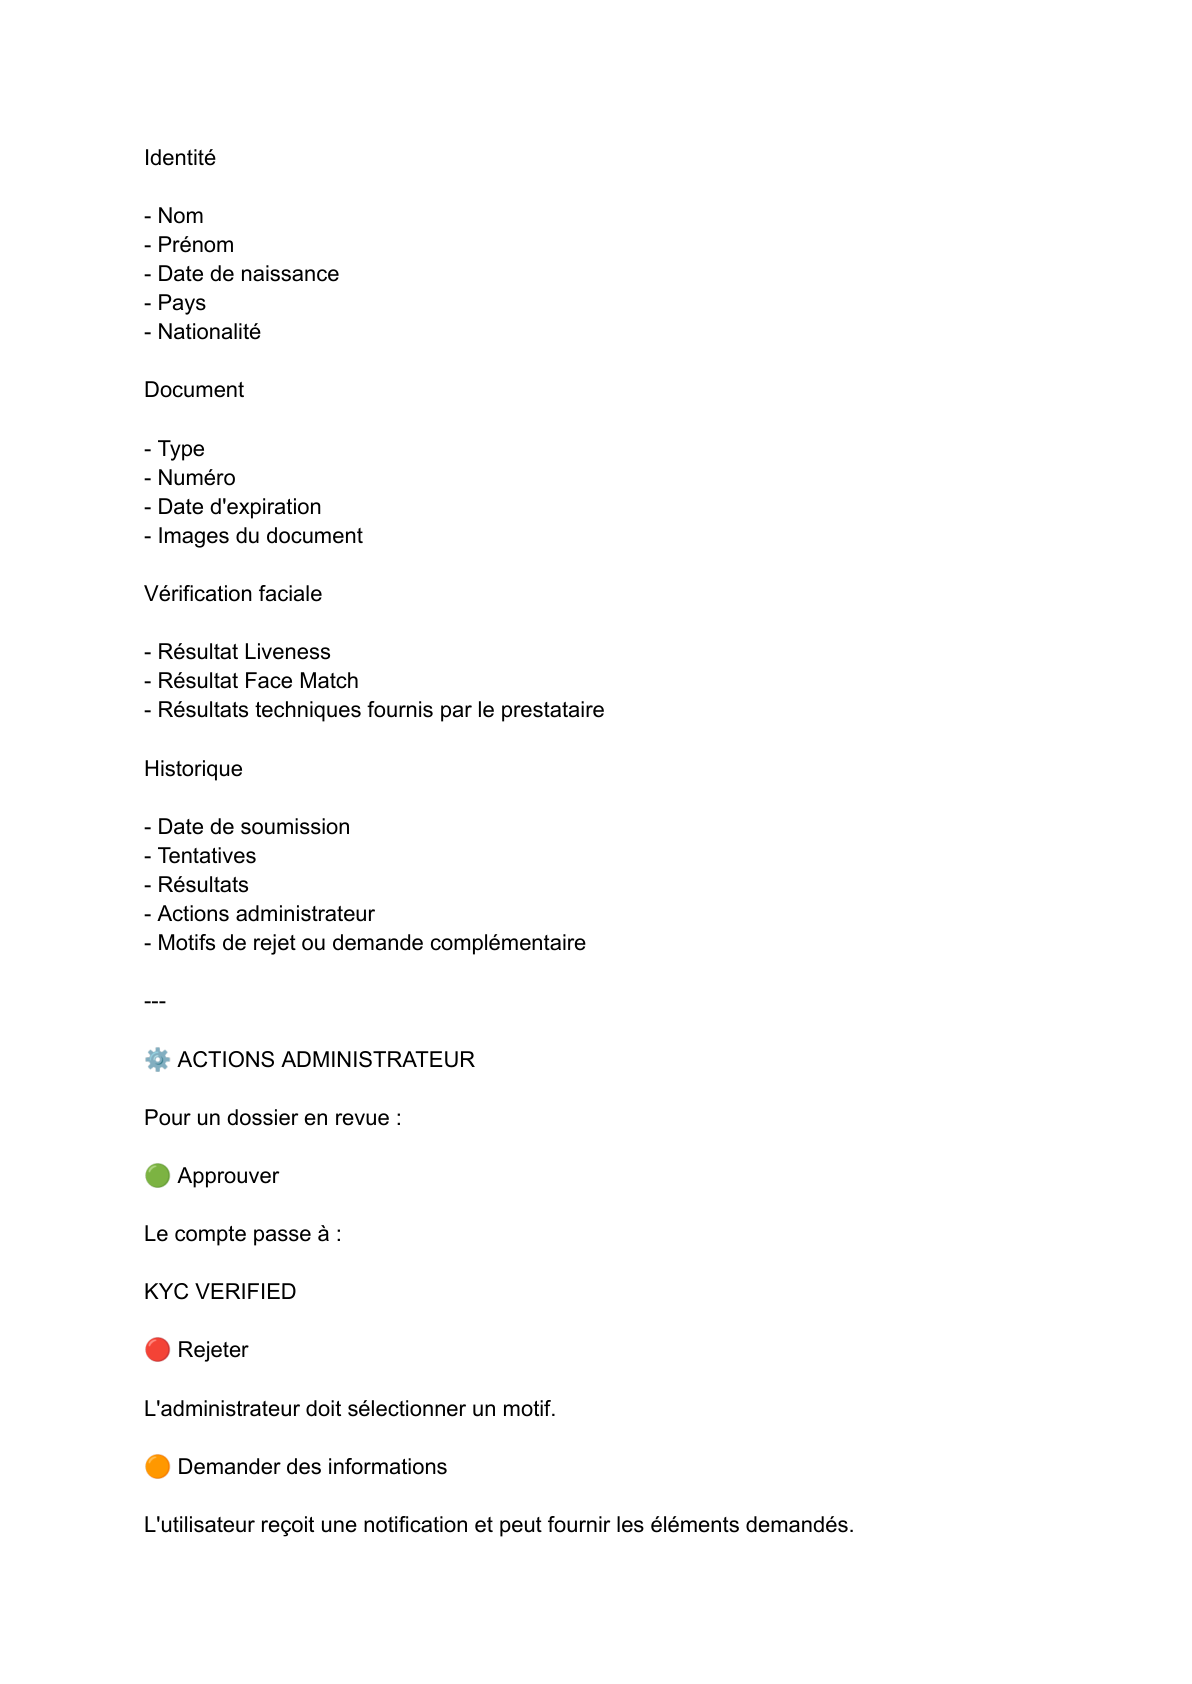 Identité
- Nom
- Prénom
- Date de naissance
- Pays
- Nationalité
Document
- Type
- Numéro
- Date d'expiration
- Images du document
Vérification faciale
- Résultat Liveness
- Résultat Face Match
- Résultats techniques fournis par le prestataire
Historique
- Date de soumission
- Tentatives
- Résultats
- Actions administrateur
- Motifs de rejet ou demande complémentaire
---
⚙️ ACTIONS ADMINISTRATEUR
Pour un dossier en revue :
🟢 Approuver
Le compte passe à :
KYC VERIFIED
🔴 Rejeter
L'administrateur doit sélectionner un motif.
🟠 Demander des informations
L'utilisateur reçoit une notification et peut fournir les éléments demandés.